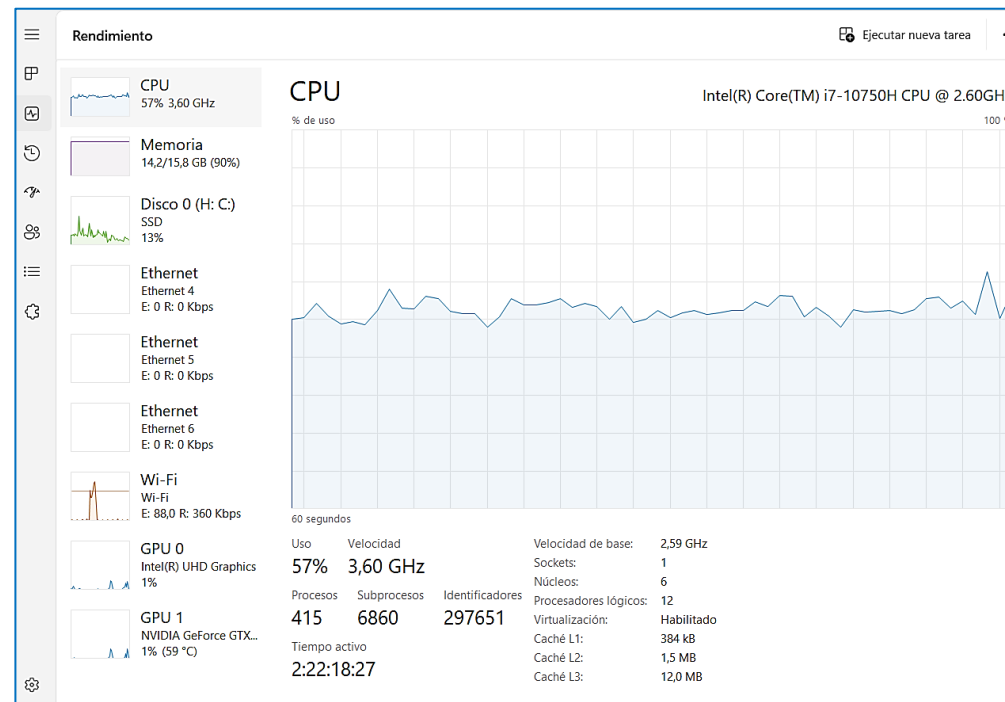 Rendimiento
Ejecutar nueva tarea
CPU
57% 3,60 GHz
Memoria
14,2/15,8 GB (90%)
Disco 0 (H: C:)
SSD
13%
Ethernet
Ethernet 4
E: 0 R: 0 Kbps
Ethernet
Ethernet 5
E: 0 R: 0 Kbps
Ethernet
Ethernet 6
E: 0 R: 0 Kbps
Wi-Fi
Wi-Fi
E: 88,0 R: 360 Kbps
GPU 0
Intel(R) UHD Graphics
1%
GPU 1
NVIDIA GeForce GTX...
1% (59 °C)
CPU
Intel(R) Core(TM) i7-10750H CPU @ 2.60GH
% de uso
100
60 segundos
Uso
Velocidad
57%
3,60 GHz
Procesos
Subprocesos
Identificadores
415
6860
297651
Tiempo activo
2:22:18:27
Velocidad de base: 2,59 GHz
Sockets: 1
Núcleos: 6
Procesadores lógicos: 12
Virtualización: Habilitado
Caché L1: 384 kB
Caché L2: 1,5 MB
Caché L3: 12,0 MB